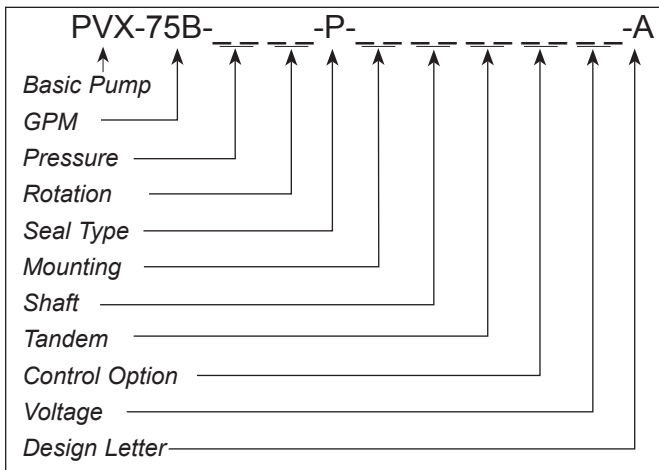 PVX-75B-__ __-P-__ __ __ __ __-A
Basic Pump
GPM
Pressure
Rotation
Seal Type
Mounting
Shaft
Tandem
Control Option
Voltage
Design Letter